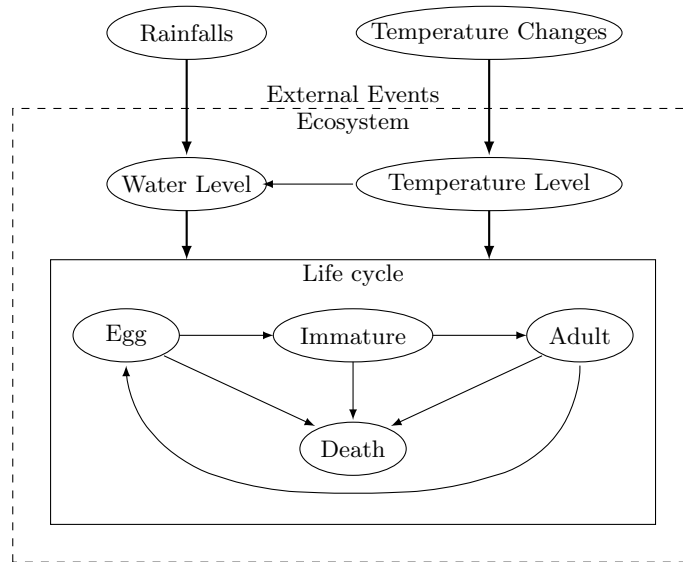 Rainfalls
Temperature Changes
External Events
Ecosystem
Water Level
Temperature Level
Life cycle
Egg
Immature
Adult
Death